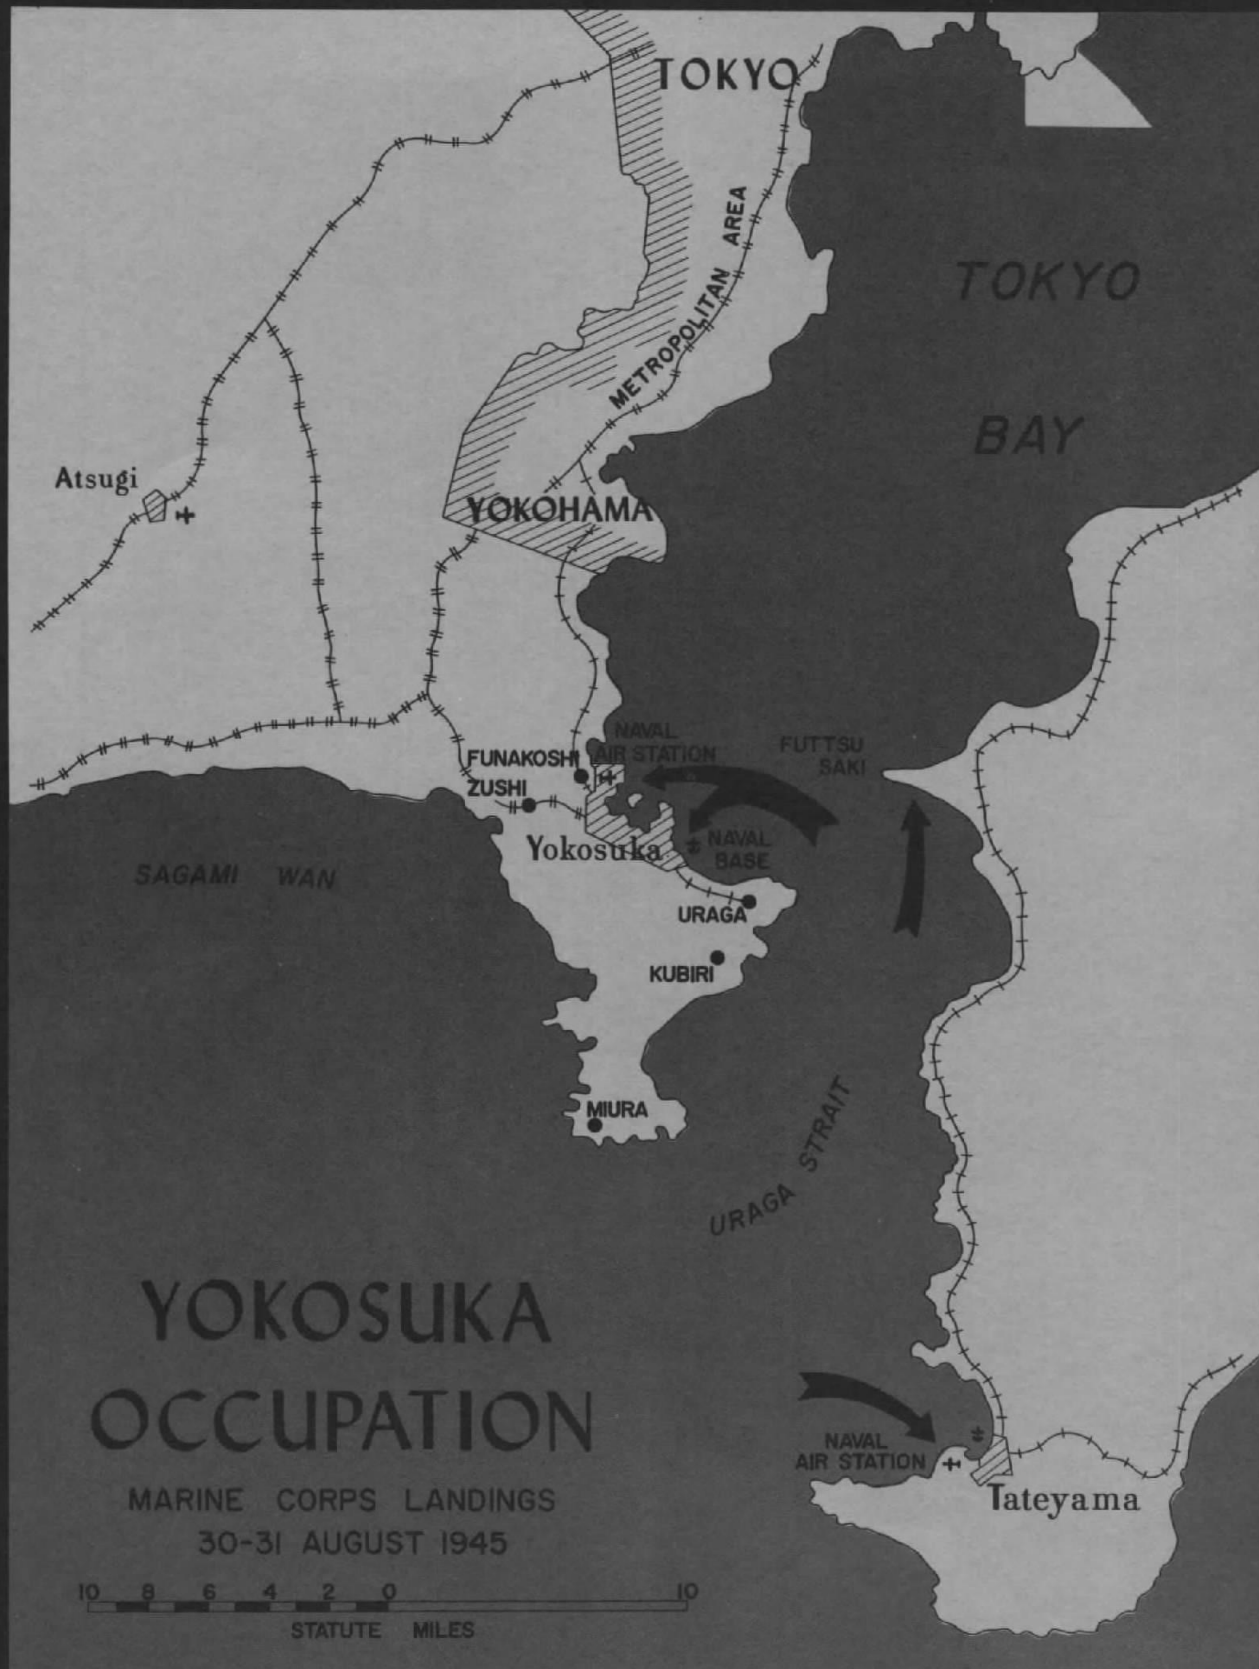 TOKYO
METROPOLITAN AREA
TOKYO
BAY
Atsugi
YOKOHAMA
NAVAL
AIR STATION
FUTTSU
SAKI
FUNAKOSHI
ZUSHI
Yokosuka
NAVAL
BASE
SAGAMI WAN
URAGA
KUBIRI
MIURA
URAGA STRAIT
YOKOSUKA
OCCUPATION
MARINE CORPS LANDINGS
30-31 AUGUST 1945
NAVAL
AIR STATION
Tateyama
10 8 6 4 2 0 10
STATUTE MILES